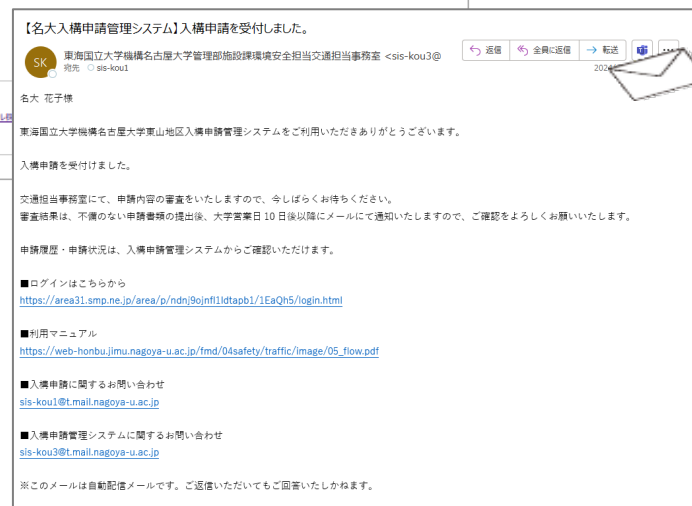 【名大入構申請管理システム】入構申請を受付しました。
SK
東海国立大学機構名古屋大学管理部施設課環境安全担当交通担当事務室 <sis-kou3@
宛先 sis-kou1
返信
全員に返信
転送
202
名大 花子様
東海国立大学機構名古屋大学東山地区入構申請管理システムをご利用いただきありがとうございます。
入構申請を受付けました。
交通担当事務室にて、申請内容の審査をいたしますので、今しばらくお待ちください。
審査結果は、不備のない申請書類の提出後、大学営業日 10 日後以降にメールにて通知いたしますので、ご確認をよろしくお願いいたします。
申請履歴・申請状況は、入構申請管理システムからご確認いただけます。
■ログインはこちらから
https://area31.smp.ne.jp/area/p/ndnj9ojnfl1ldtapb1/1EaQh5/login.html
■利用マニュアル
https://web-honbu.jimu.nagoya-u.ac.jp/fmd/04safety/traffic/image/05_flow.pdf
■入構申請に関するお問い合わせ
sis-kou1@t.mail.nagoya-u.ac.jp
■入構申請管理システムに関するお問い合わせ
sis-kou3@t.mail.nagoya-u.ac.jp
※このメールは自動配信メールです。ご返信いただいてもご回答いたしかねます。